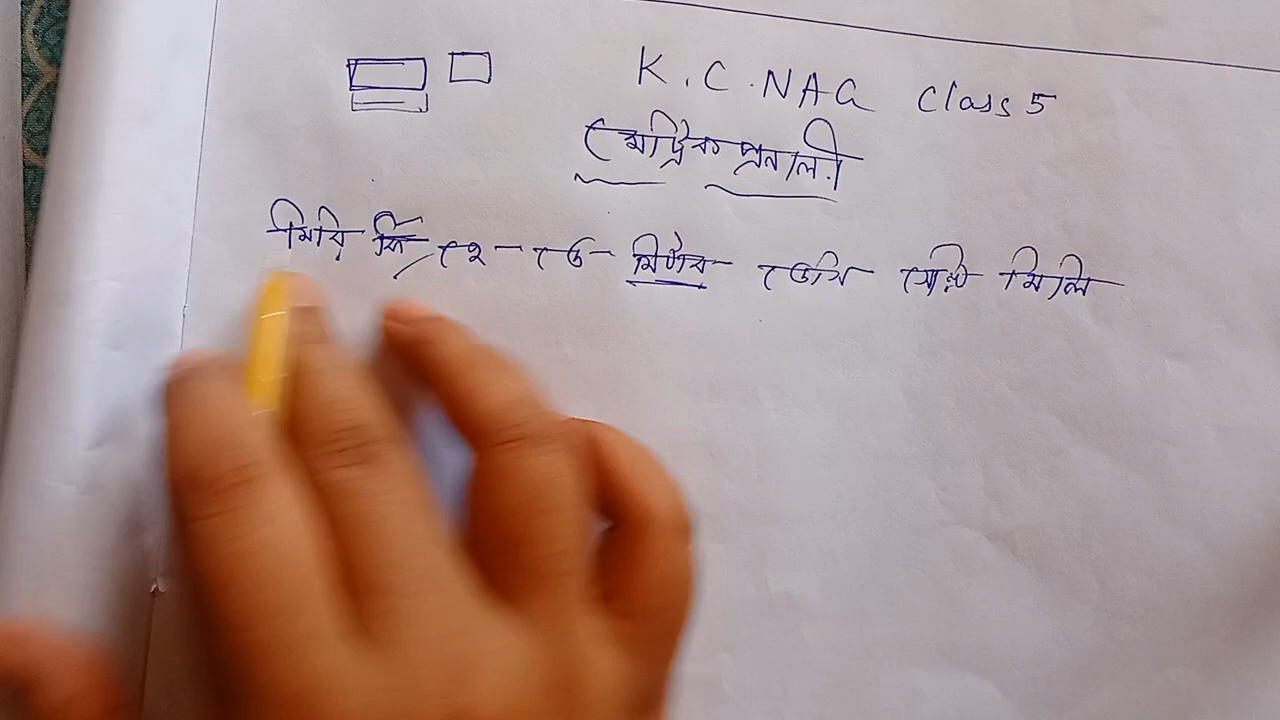 K.C.NAG Class 5
মেট্রিক প্রনালী
মিরি কি হে - ডে মিটার ডেসি সেন্টি মিলি